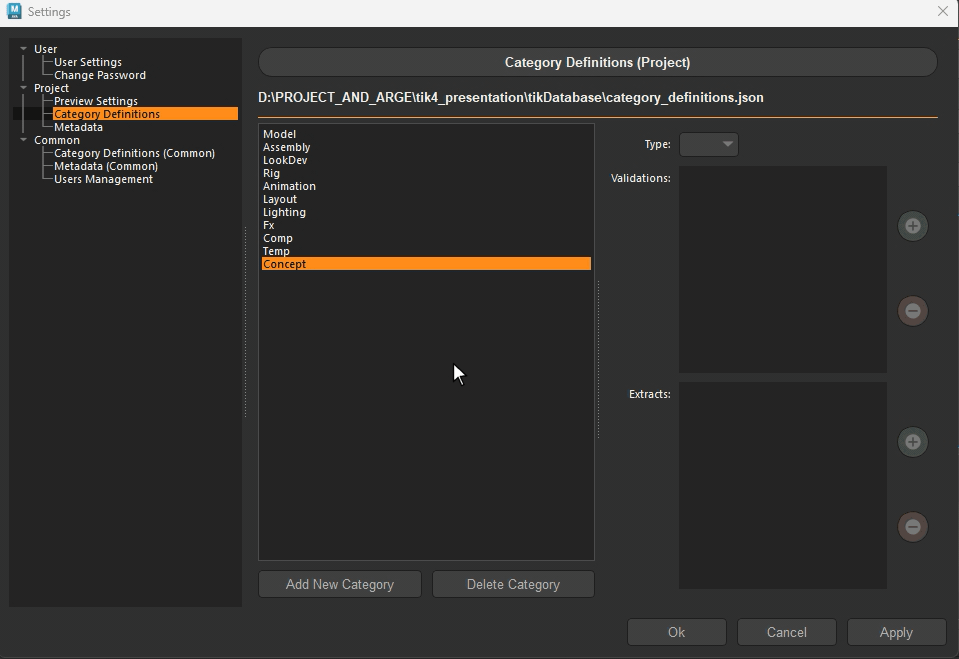 Settings
User
User Settings
Change Password
Project
Preview Settings
Category Definitions
Metadata
Common
Category Definitions (Common)
Metadata (Common)
Users Management
Category Definitions (Project)
D:\PROJECT_AND_ARGE\tik4_presentation\tikDatabase\category_definitions.json
Model
Assembly
LookDev
Rig
Animation
Layout
Lighting
Fx
Comp
Temp
Concept
Add New Category
Delete Category
Type:
Validations:
Extracts:
Ok
Cancel
Apply